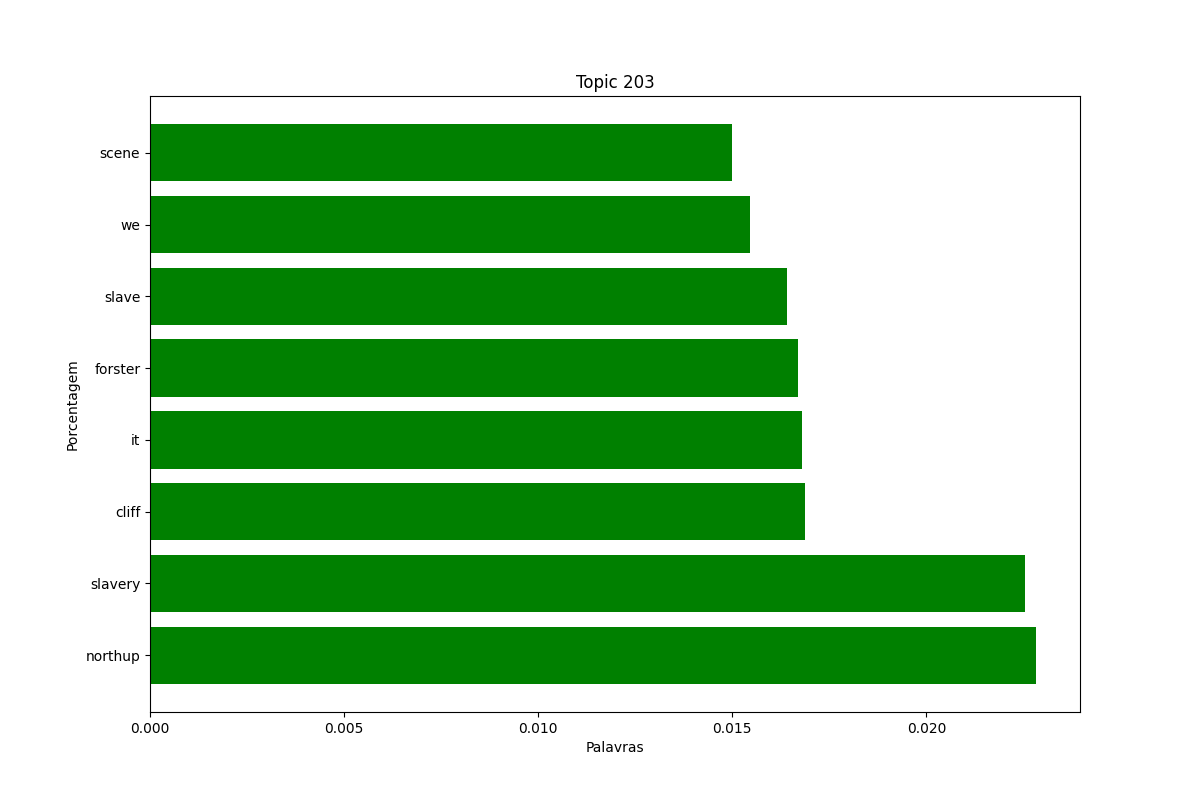 Topic 203
scene
we
slave
forster
it
cliff
slavery
northup
Porcentagem
0.000 0.005 0.010 0.015 0.020
Palavras